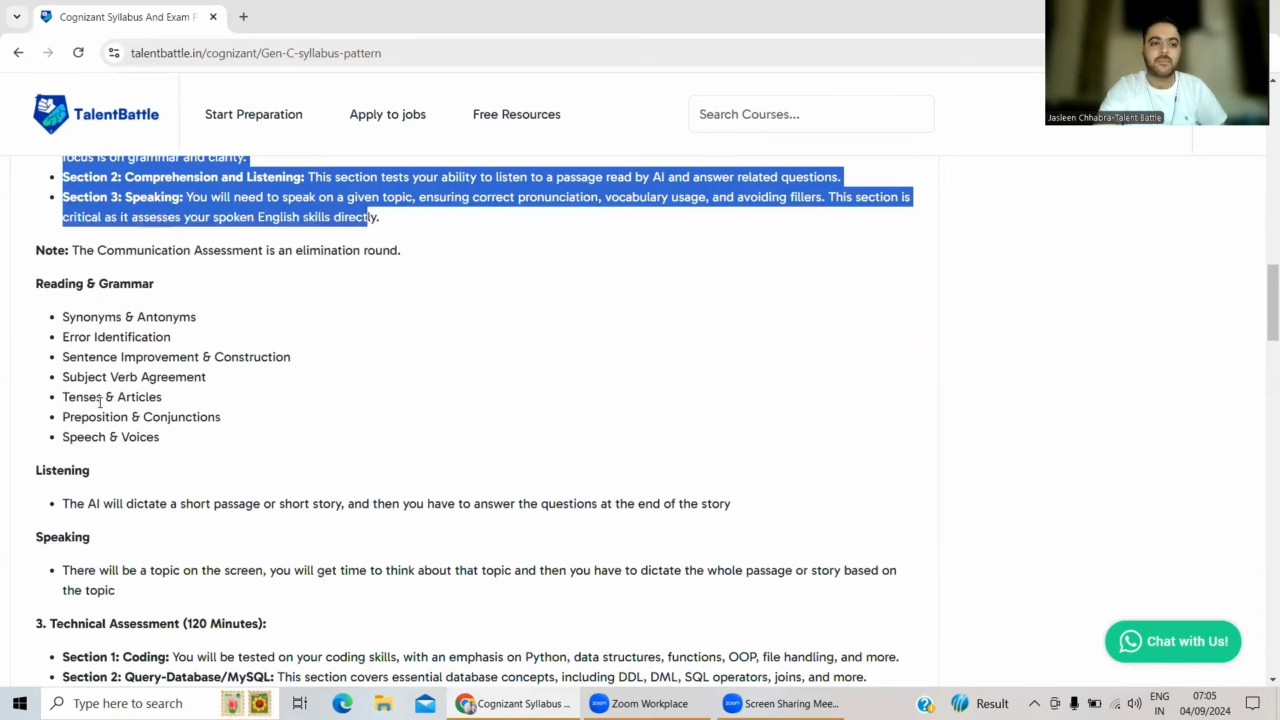 Cognizant Syllabus And Exam P
talentbattle.in/cognizant/Gen-C-syllabus-pattern
TalentBattle
Start Preparation
Apply to jobs
Free Resources
Search Courses...
Jasleen Chhabra-Talent Battle
focus is on grammar and clarity.
• Section 2: Comprehension and Listening: This section tests your ability to listen to a passage read by AI and answer related questions.
• Section 3: Speaking: You will need to speak on a given topic, ensuring correct pronunciation, vocabulary usage, and avoiding fillers. This section is
critical as it assesses your spoken English skills directly.
Note: The Communication Assessment is an elimination round.
Reading & Grammar
• Synonyms & Antonyms
• Error Identification
• Sentence Improvement & Construction
• Subject Verb Agreement
• Tenses & Articles
• Preposition & Conjunctions
• Speech & Voices
Listening
• The AI will dictate a short passage or short story, and then you have to answer the questions at the end of the story
Speaking
• There will be a topic on the screen, you will get time to think about that topic and then you have to dictate the whole passage or story based on
the topic
3. Technical Assessment (120 Minutes):
• Section 1: Coding: You will be tested on your coding skills, with an emphasis on Python, data structures, functions, OOP, file handling, and more.
• Section 2: Query-Database/MySQL: This section covers essential database concepts, including DDL, DML, SQL operators, joins, and more.
Chat with Us!
Type here to search
Cognizant Syllabus ...
zoom
Zoom Workplace
zoom
Screen Sharing Mee...
Result
ENG
IN
07:05
04/09/2024